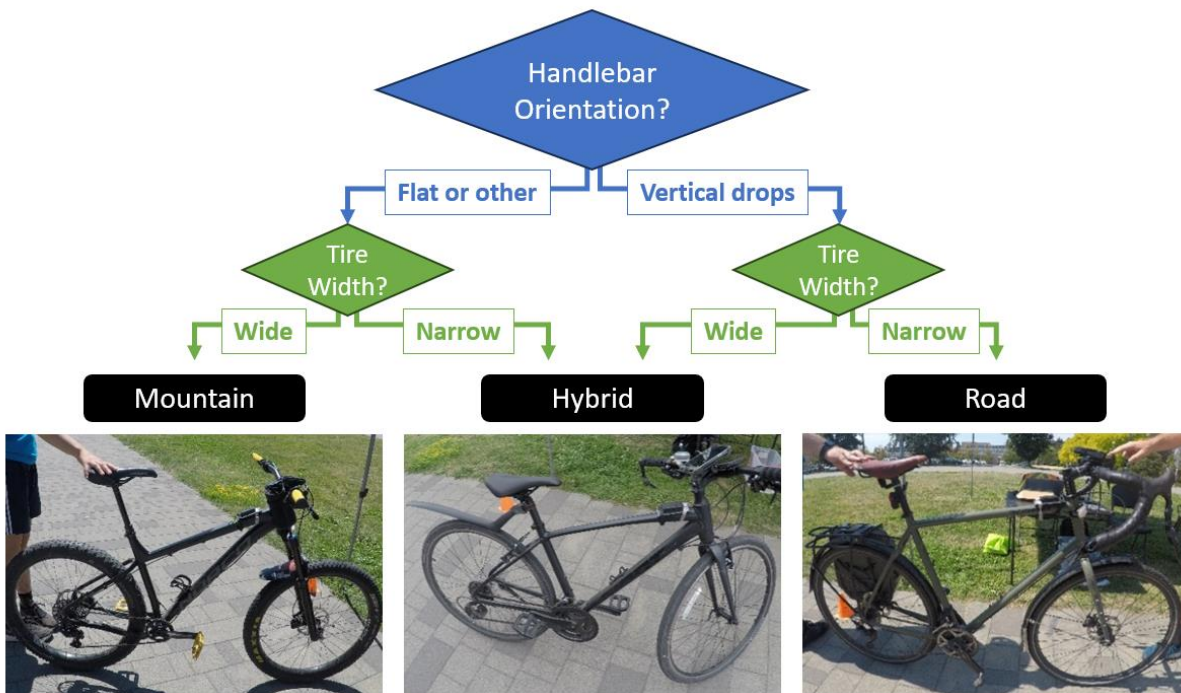 Handlebar
Orientation?
Flat or other
Vertical drops
Tire
Width?
Tire
Width?
Wide
Narrow
Wide
Narrow
Mountain
Hybrid
Road